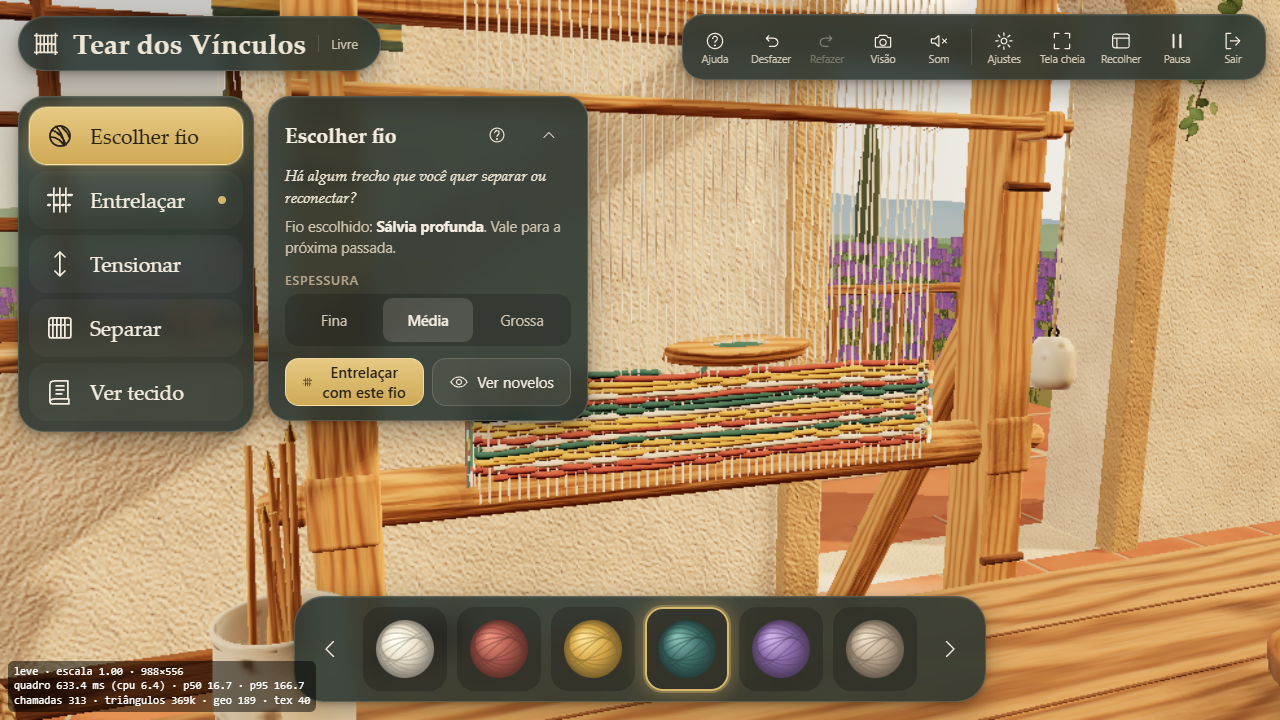 Tear dos Vínculos
Livre
Ajuda
Desfazer
Refazer
Visão
Som
Ajustes
Tela cheia
Recolher
Pausa
Sair
Escolher fio
Entrelaçar
Tensionar
Separar
Ver tecido
Escolher fio
Há algum trecho que você quer separar ou
reconectar?
Fio escolhido: Sálvia profunda. Vale para a
próxima passada.
ESPESSURA
Fina
Média
Grossa
Entrelaçar
com este fio
Ver novelos
leve · escala 1.00 · 988×556
quadro 633.4 ms (cpu 6.4) · p50 16.7 · p95 166.7
chamadas 313 · triângulos 369k · geo 189 · tex 40